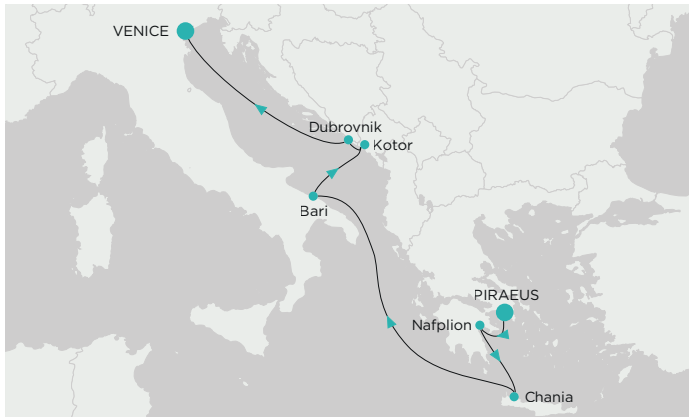 VENICE
Dubrovnik
Kotor
Bari
PIRAEUS
Nafplion
Chania